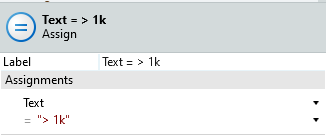 Text = > 1k
Assign
Label Text = > 1k
Assignments
Text
= "> 1k"